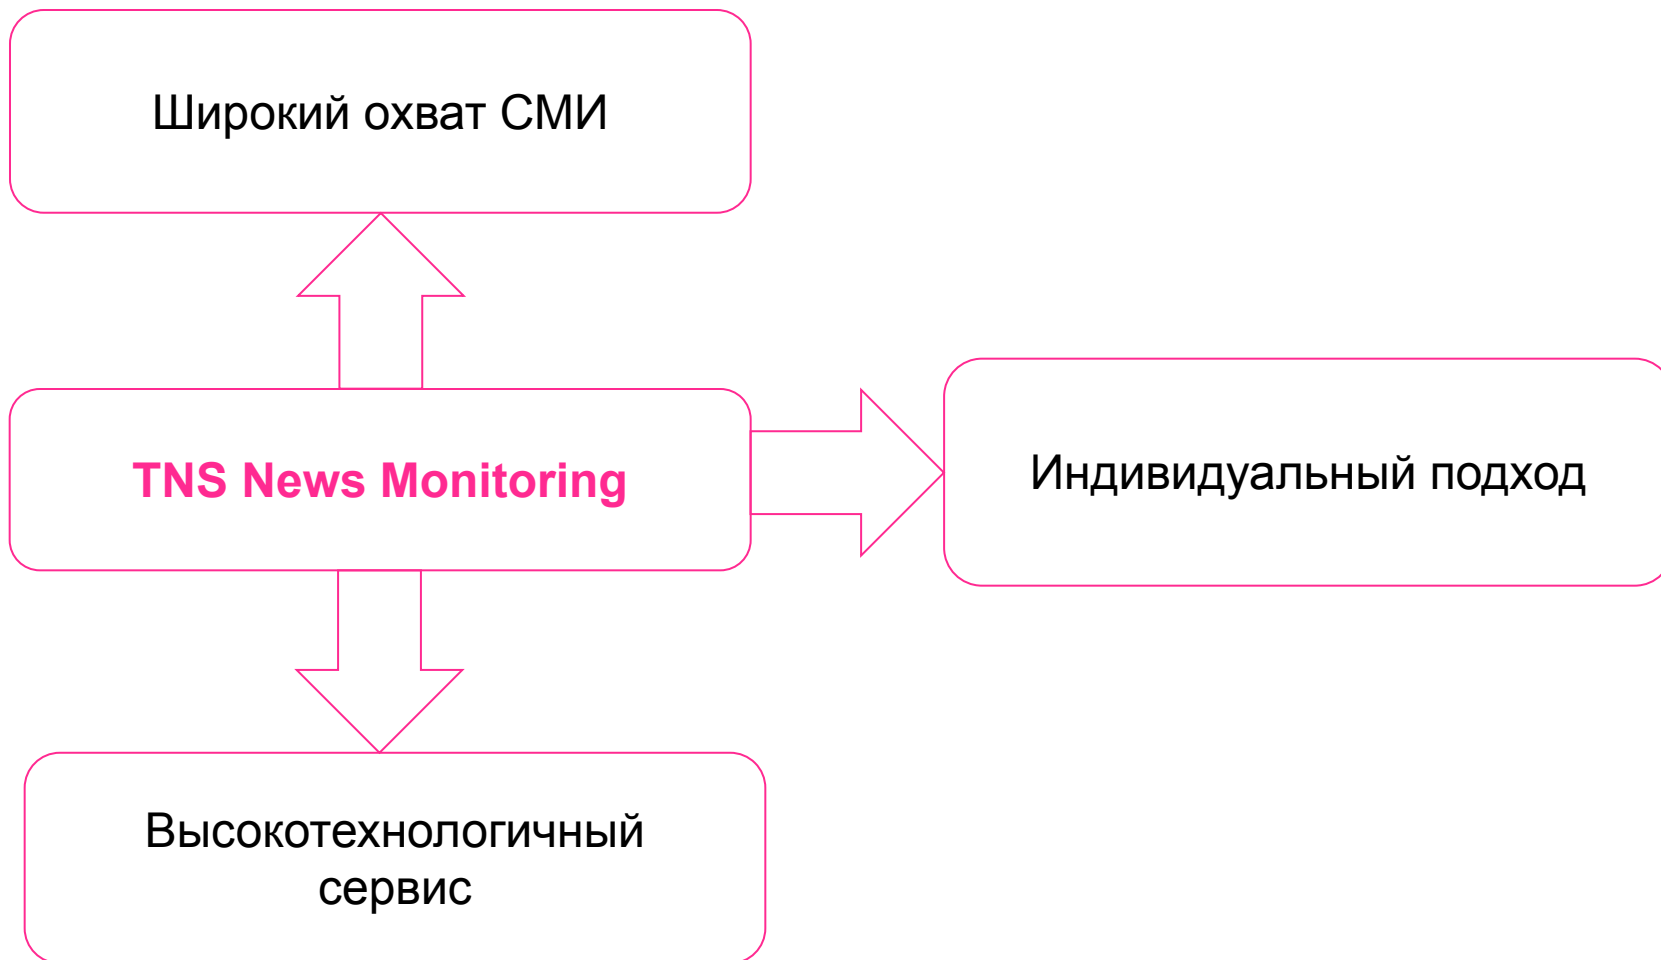 Широкий охват СМИ
TNS News Monitoring
Индивидуальный подход
Высокотехнологичный
сервис